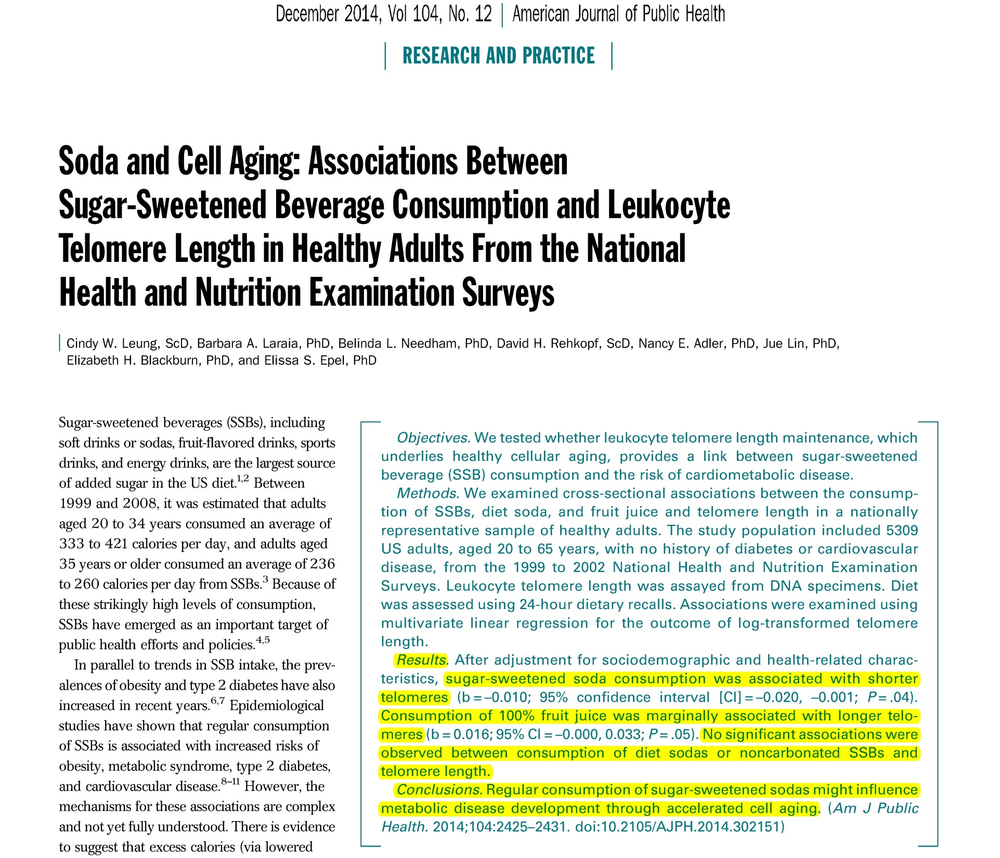 December 2014, Vol 104, No. 12 | American Journal of Public Health
| RESEARCH AND PRACTICE |
Soda and Cell Aging: Associations Between
Sugar-Sweetened Beverage Consumption and Leukocyte
Telomere Length in Healthy Adults From the National
Health and Nutrition Examination Surveys
Cindy W. Leung, ScD, Barbara A. Laraia, PhD, Belinda L. Needham, PhD, David H. Rehkopf, ScD, Nancy E. Adler, PhD, Jue Lin, PhD,
Elizabeth H. Blackburn, PhD, and Elissa S. Epel, PhD
Sugar-sweetened beverages (SSBs), including
soft drinks or sodas, fruit-flavored drinks, sports
drinks, and energy drinks, are the largest source
of added sugar in the US diet.1,2 Between
1999 and 2008, it was estimated that adults
aged 20 to 34 years consumed an average of
333 to 421 calories per day, and adults aged
35 years or older consumed an average of 236
to 260 calories per day from SSBs.3 Because of
these strikingly high levels of consumption,
SSBs have emerged as an important target of
public health efforts and policies.4,5
In parallel to trends in SSB intake, the prev-
alences of obesity and type 2 diabetes have also
increased in recent years.6,7 Epidemiological
studies have shown that regular consumption
of SSBs is associated with increased risks of
obesity, metabolic syndrome, type 2 diabetes,
and cardiovascular disease.8–11 However, the
mechanisms for these associations are complex
and not yet fully understood. There is evidence
to suggest that excess calories (via lowered
Objectives. We tested whether leukocyte telomere length maintenance, which
underlies healthy cellular aging, provides a link between sugar-sweetened
beverage (SSB) consumption and the risk of cardiometabolic disease.
Methods. We examined cross-sectional associations between the consump-
tion of SSBs, diet soda, and fruit juice and telomere length in a nationally
representative sample of healthy adults. The study population included 5309
US adults, aged 20 to 65 years, with no history of diabetes or cardiovascular
disease, from the 1999 to 2002 National Health and Nutrition Examination
Surveys. Leukocyte telomere length was assayed from DNA specimens. Diet
was assessed using 24-hour dietary recalls. Associations were examined using
multivariate linear regression for the outcome of log-transformed telomere
length.
Results. After adjustment for sociodemographic and health-related charac-
teristics, sugar-sweetened soda consumption was associated with shorter
telomeres (b = –0.010; 95% confidence interval [CI] = –0.020, –0.001; P = .04).
Consumption of 100% fruit juice was marginally associated with longer telo-
meres (b = 0.016; 95% CI = –0.000, 0.033; P = .05). No significant associations were
observed between consumption of diet sodas or noncarbonated SSBs and
telomere length.
Conclusions. Regular consumption of sugar-sweetened sodas might influence
metabolic disease development through accelerated cell aging. (Am J Public
Health. 2014;104:2425–2431. doi:10.2105/AJPH.2014.302151)